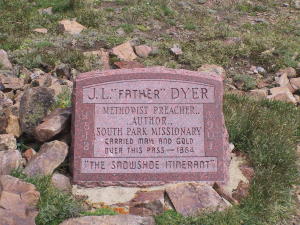 J. L. "FATHER" DYER
METHODIST PREACHER..
..AUTHOR..
SOUTH PARK MISSIONARY
CARRIED MAIL AND GOLD
OVER THIS PASS — 1864
"THE SNOWSHOE ITINERANT"